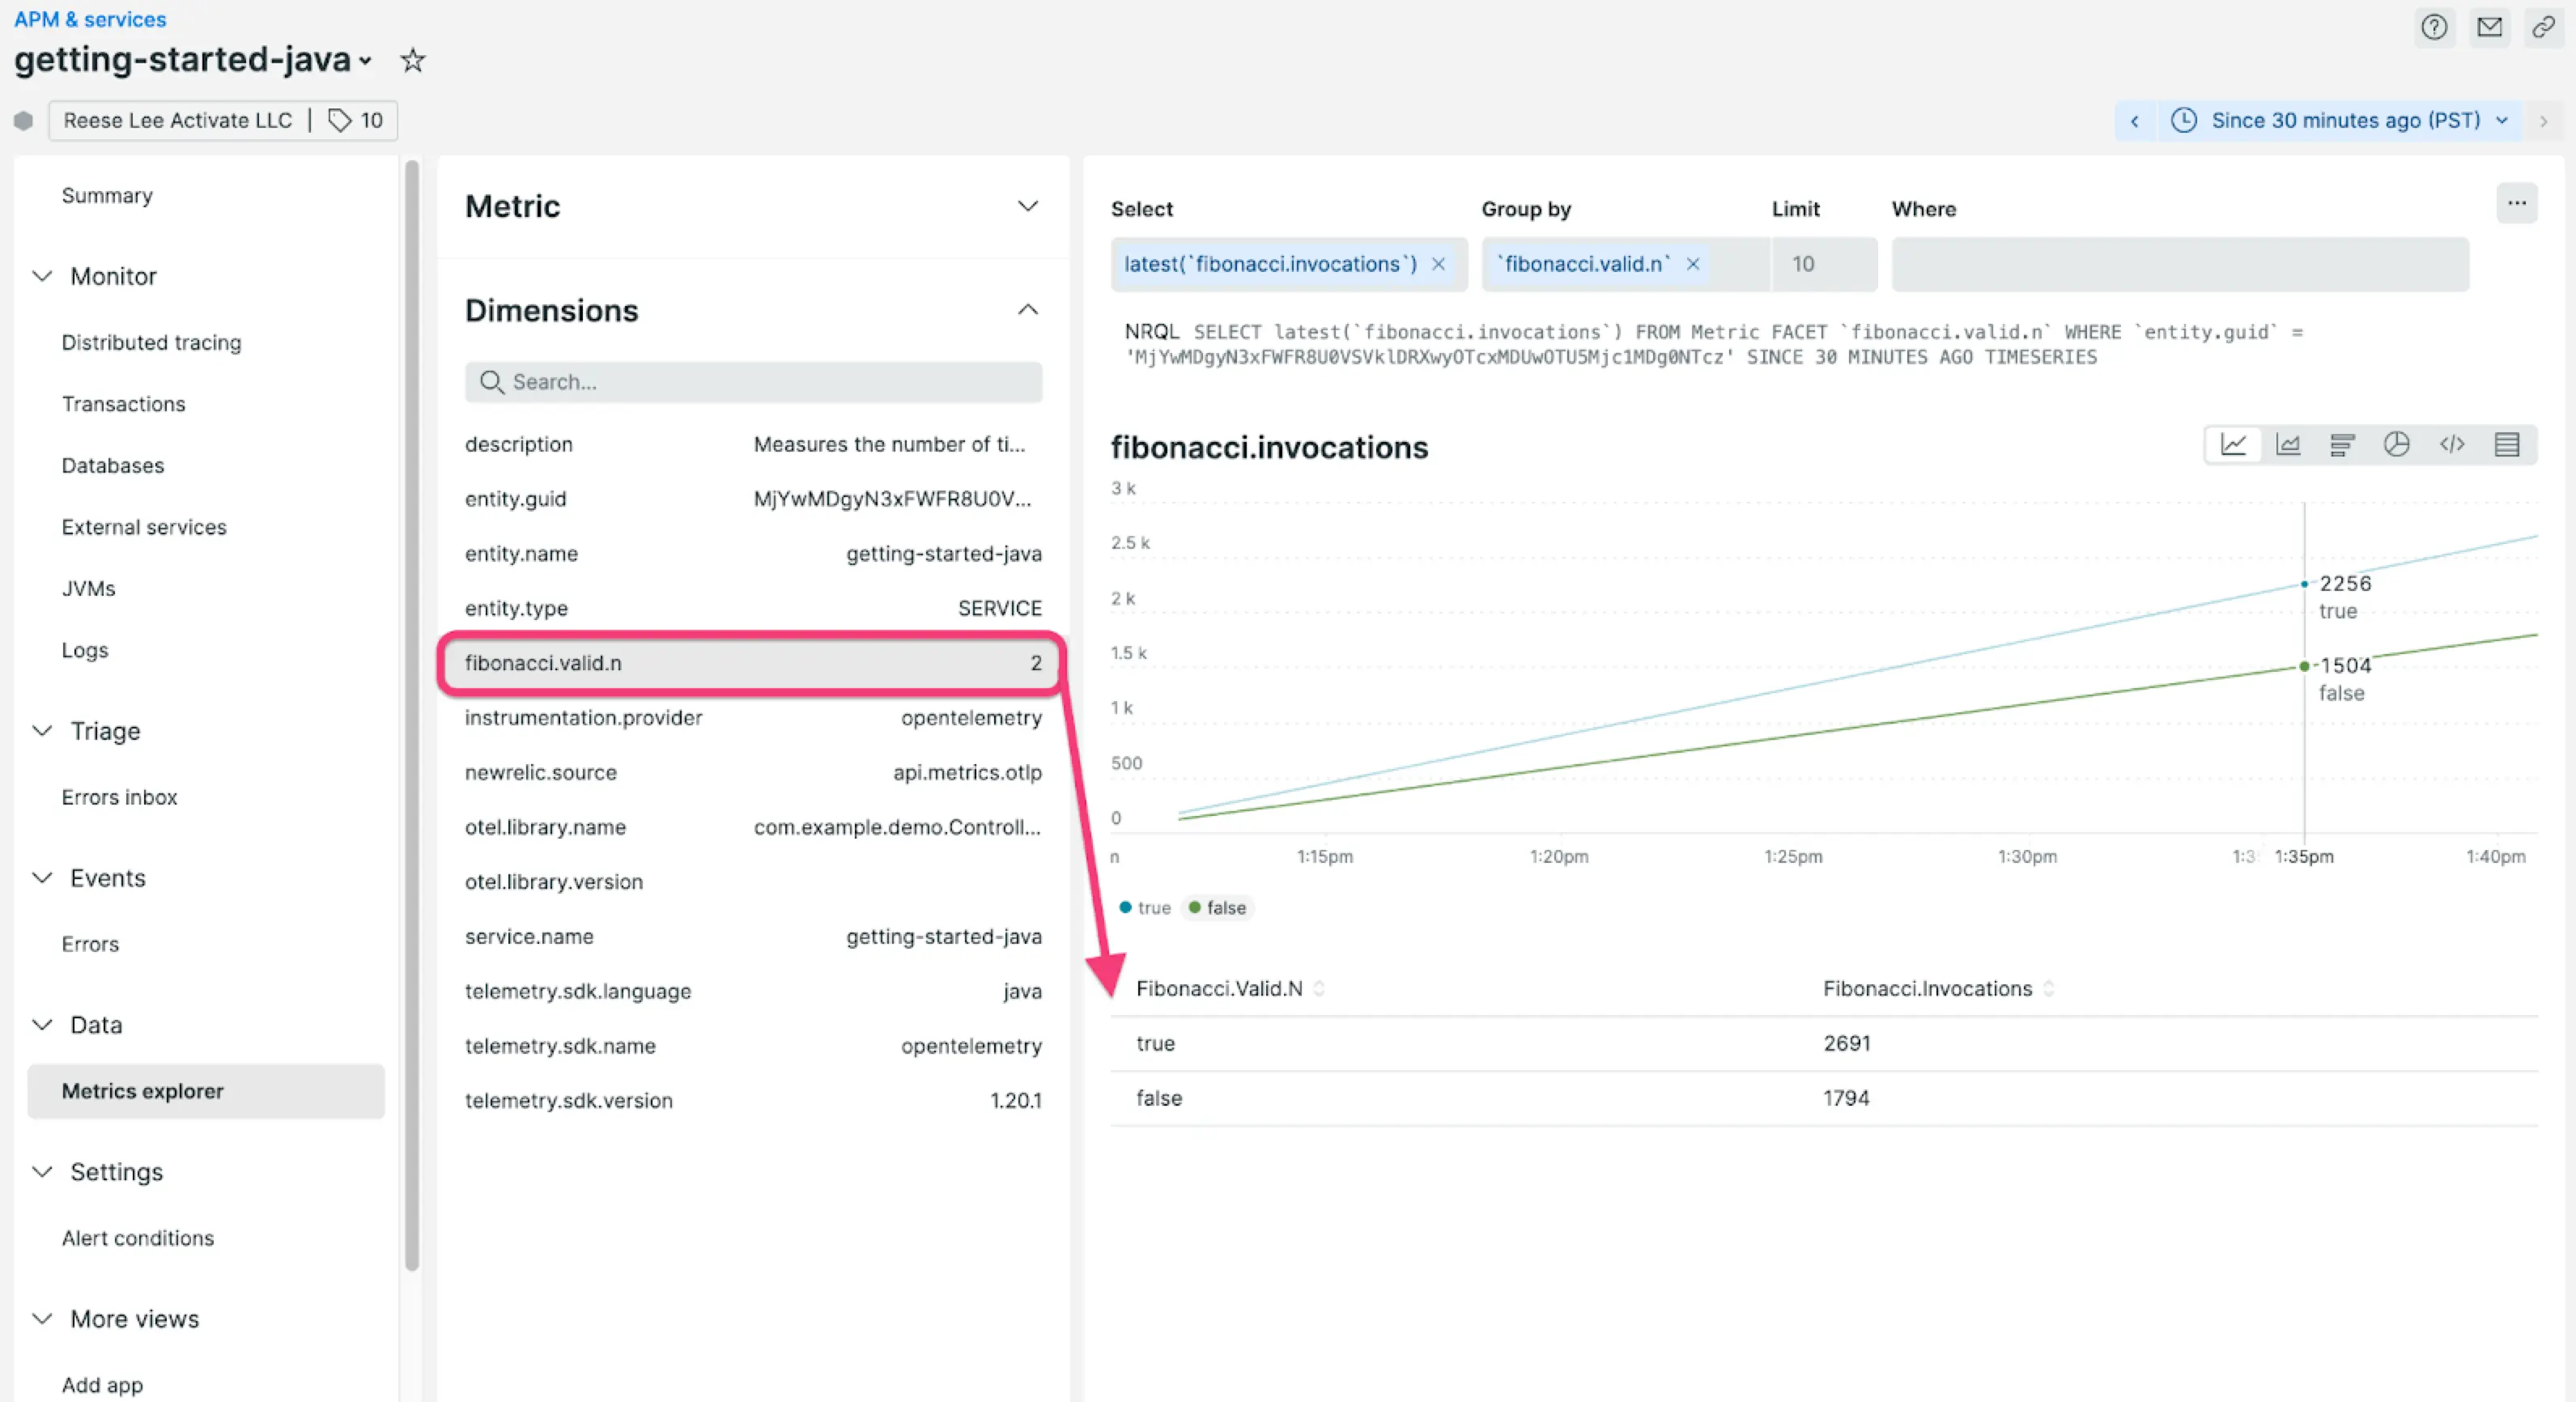 APM & services
getting-started-java
Reese Lee Activate LLC | 10
Since 30 minutes ago (PST)
Summary
Monitor
Distributed tracing
Transactions
Databases
External services
JVMs
Logs
Triage
Errors inbox
Events
Errors
Data
Metrics explorer
Settings
Alert conditions
More views
Add app
Metric
Dimensions
Search...
description Measures the number of ti...
entity.guid MjYwMDgyN3xFWFR8U0V...
entity.name getting-started-java
entity.type SERVICE
fibonacci.valid.n 2
instrumentation.provider opentelemetry
newrelic.source api.metrics.otlp
otel.library.name com.example.demo.Controll...
otel.library.version
service.name getting-started-java
telemetry.sdk.language java
telemetry.sdk.name opentelemetry
telemetry.sdk.version 1.20.1
Select Group by Limit Where
latest(`fibonacci.invocations`) `fibonacci.valid.n` 10
NRQL SELECT latest(`fibonacci.invocations`) FROM Metric FACET `fibonacci.valid.n` WHERE `entity.guid` =
'MjYwMDgyN3xFWFR8U0VSVklDRXwyOTcxMDUwOTU5Mjc1MDg0NTcz' SINCE 30 MINUTES AGO TIMESERIES
fibonacci.invocations
3 k
2.5 k
2 k
1.5 k
1 k
500
0
2256
true
1504
false
n 1:15pm 1:20pm 1:25pm 1:30pm 1:3 1:35pm 1:40pm
true false
Fibonacci.Valid.N Fibonacci.Invocations
true 2691
false 1794